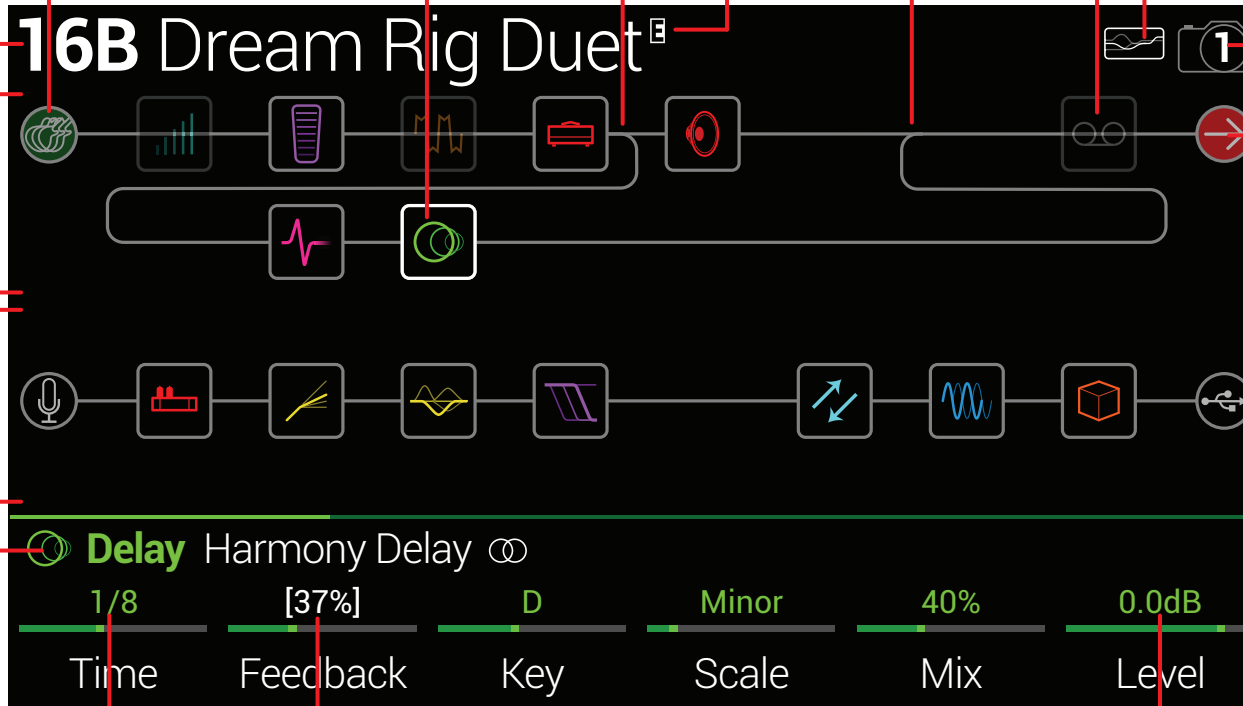 16B Dream Rig Duet E
1
Delay Harmony Delay
1/8 [37%] D Minor 40% 0.0dB
Time Feedback Key Scale Mix Level